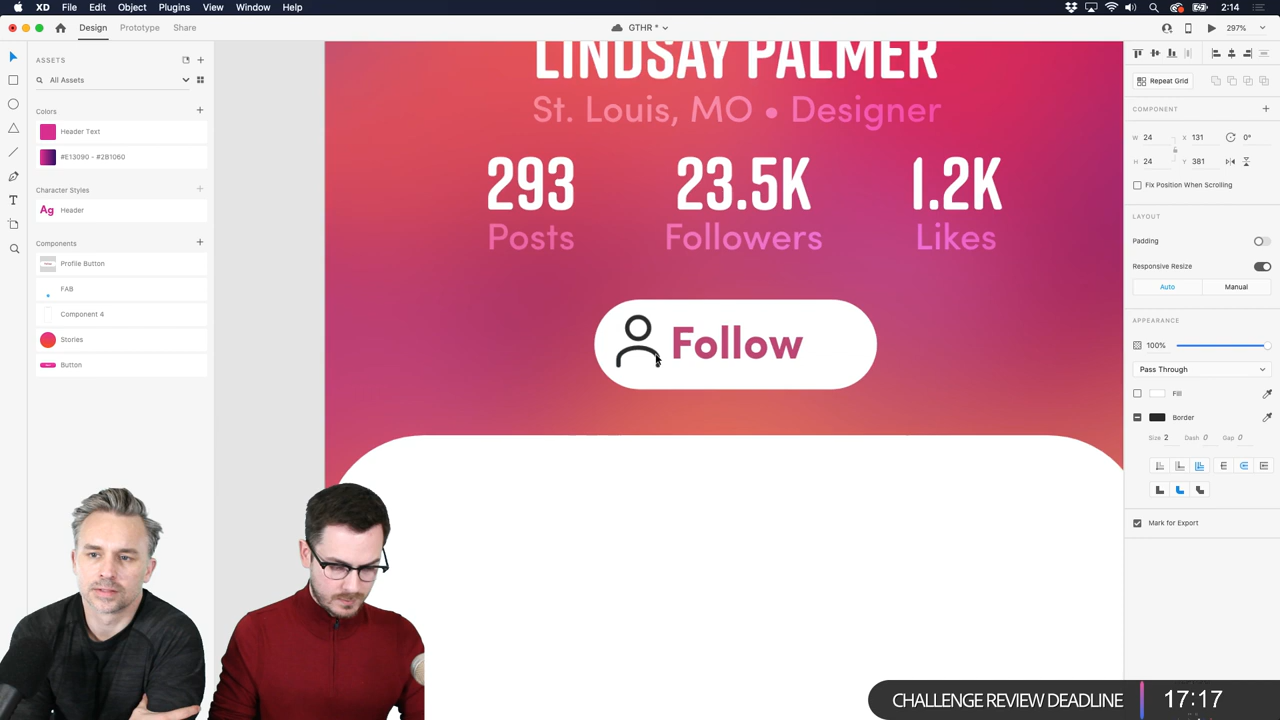 XD File Edit Object Plugins View Window Help 2:14
Design Prototype Share GTHR * 297%
ASSETS
All Assets
Colors
Header Text
#E13090 - #2B1060
Character Styles
Ag Header
Components
Profile Button
FAB
Component 4
Stories
Button
LINDSAY PALMER
St. Louis, MO • Designer
293 23.5K 1.2K
Posts Followers Likes
Follow
Repeat Grid
COMPONENT
W 24 X 131 0°
H 24 Y 381
Fix Position When Scrolling
LAYOUT
Padding
Responsive Resize
Auto Manual
APPEARANCE
100%
Pass Through
Fill
Border
Size 2 Dash 0 Gap 0
Mark for Export
CHALLENGE REVIEW DEADLINE 17:17